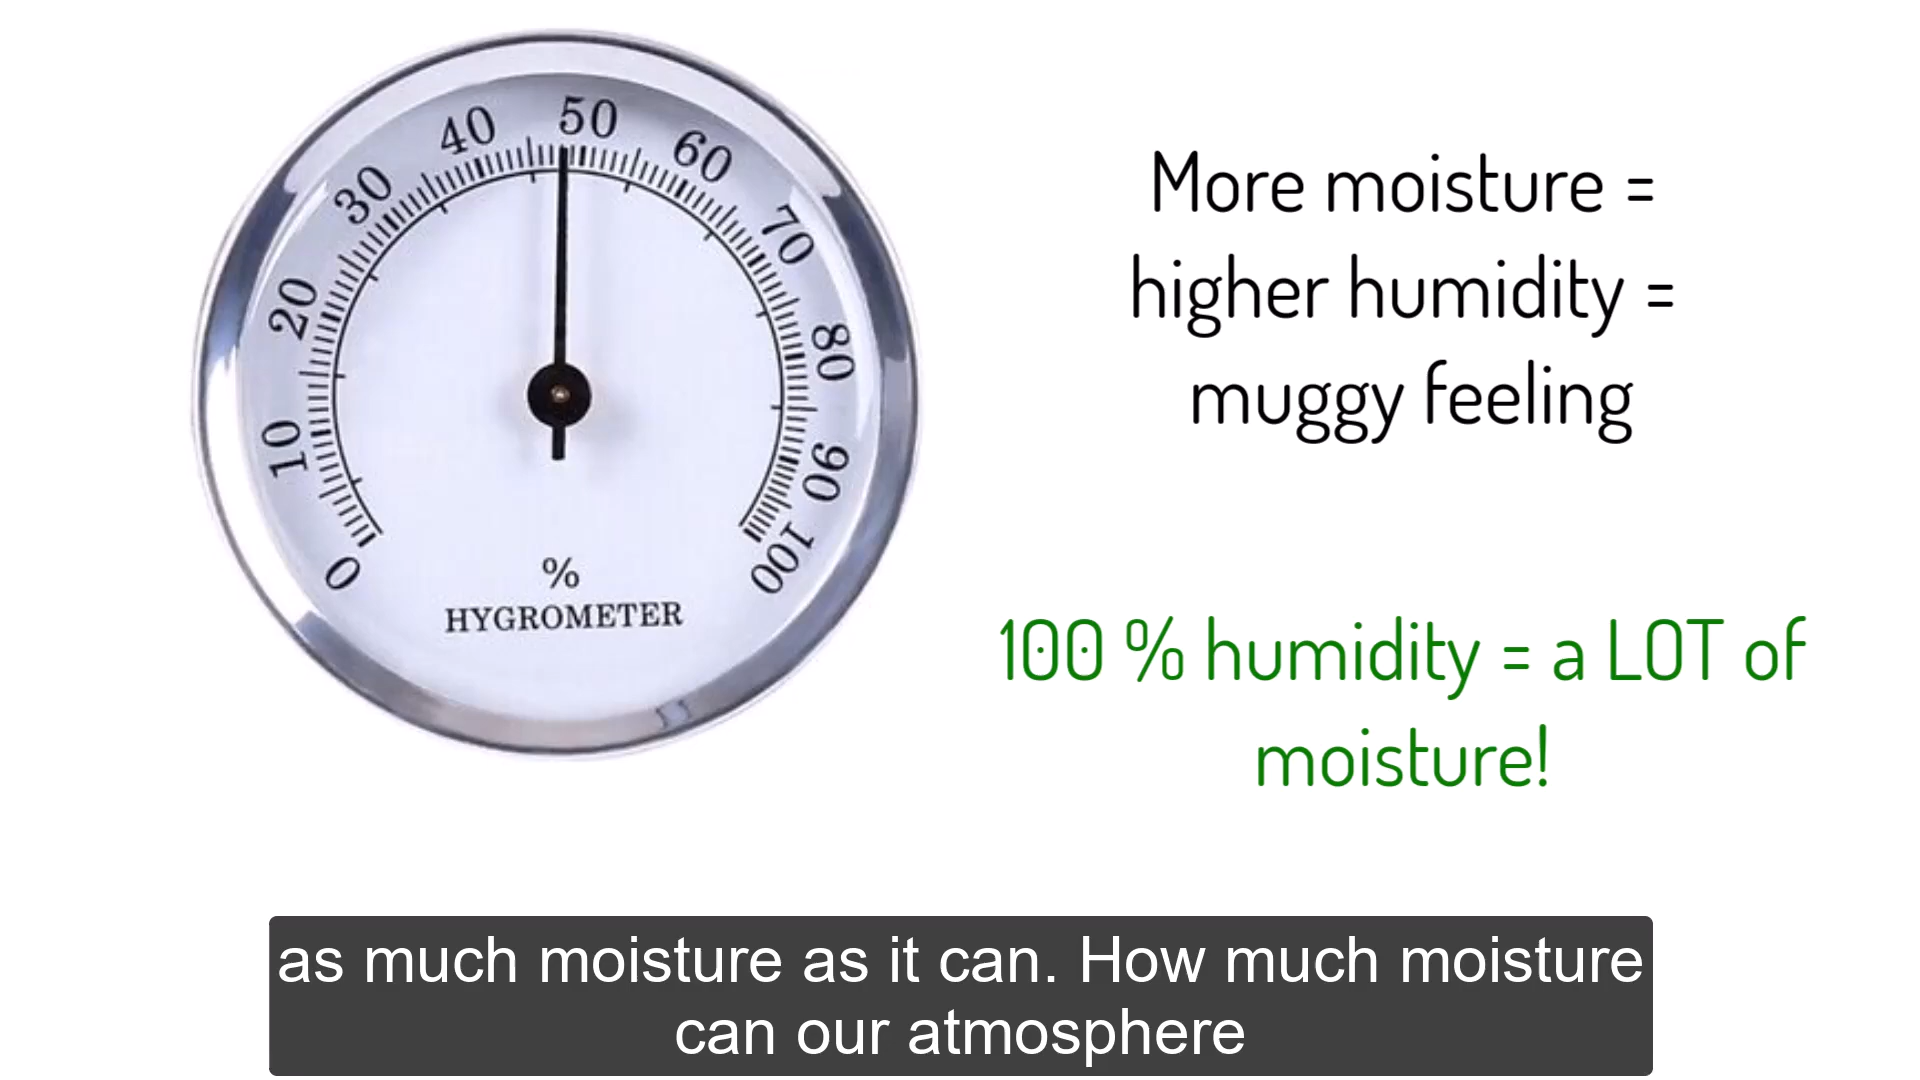 0
10
20
30
40
50
60
70
80
90
100
%
HYGROMETER
More moisture =
higher humidity =
muggy feeling
100 % humidity = a LOT of
moisture!
as much moisture as it can. How much moisture
can our atmosphere